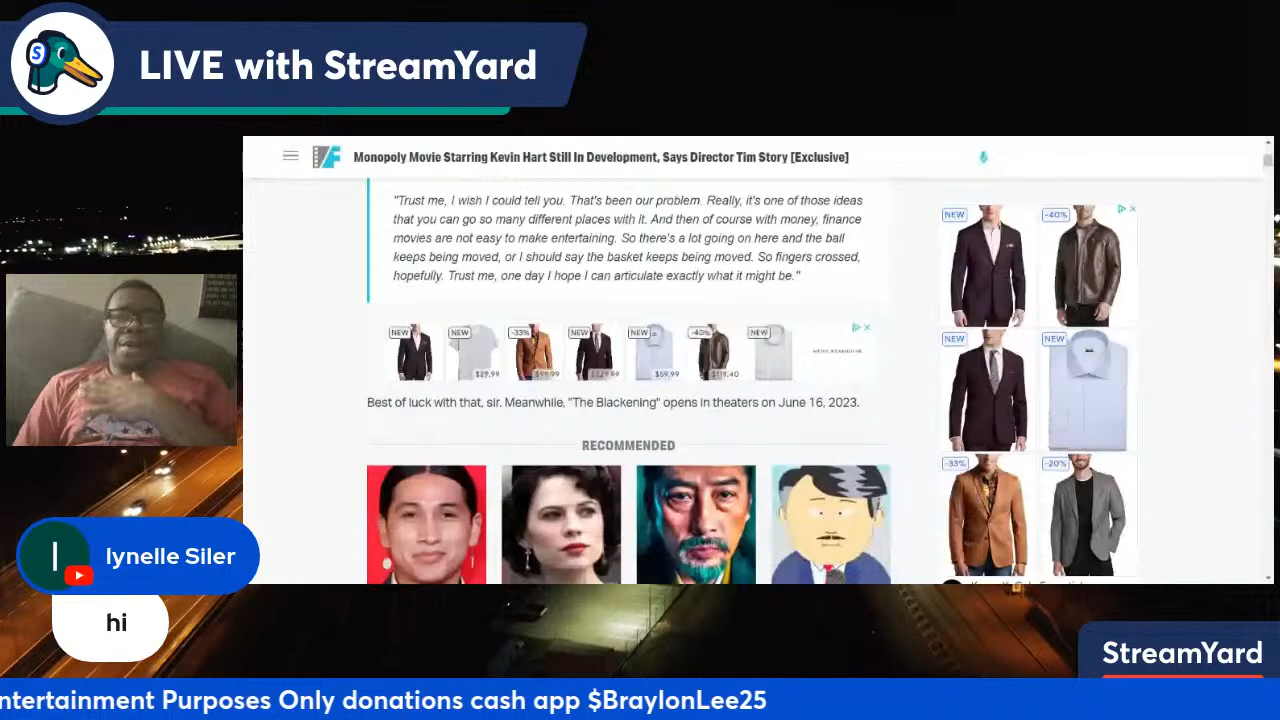 S
LIVE with StreamYard
Monopoly Movie Starring Kevin Hart Still In Development, Says Director Tim Story [Exclusive]
"Trust me, I wish I could tell you. That's been our problem. Really, it's one of those ideas
that you can go so many different places with it. And then of course with money, finance
movies are not easy to make entertaining. So there's a lot going on here and the ball
keeps being moved, or I should say the basket keeps being moved. So fingers crossed,
hopefully. Trust me, one day I hope I can articulate exactly what it might be."
NEW
NEW
$29.99
-33%
$99.99
NEW
NEW
$59.99
-40%
$119.40
NEW
Best of luck with that, sir. Meanwhile, "The Blackening" opens in theaters on June 16, 2023.
RECOMMENDED
NEW
-40%
NEW
NEW
-33%
-20%
l
lynelle Siler
hi
StreamYard
ntertainment Purposes Only donations cash app $BraylonLee25